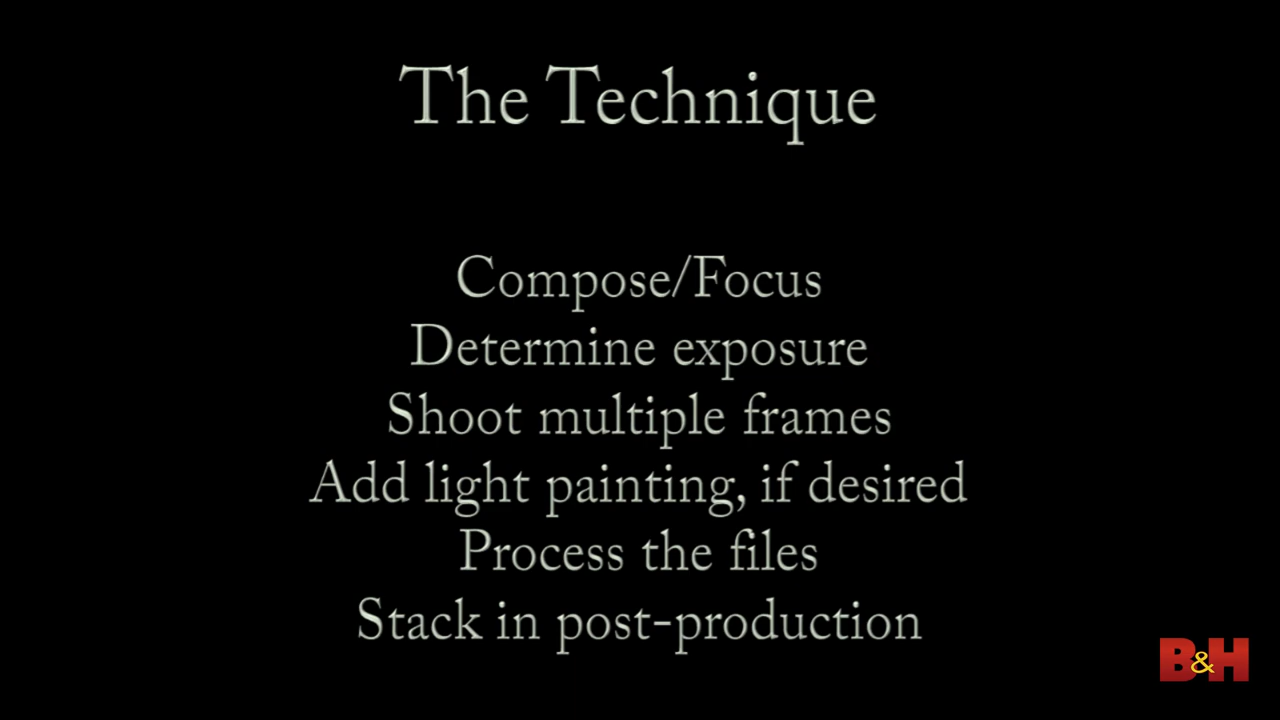 The Technique
Compose/Focus
Determine exposure
Shoot multiple frames
Add light painting, if desired
Process the files
Stack in post-production
B&H